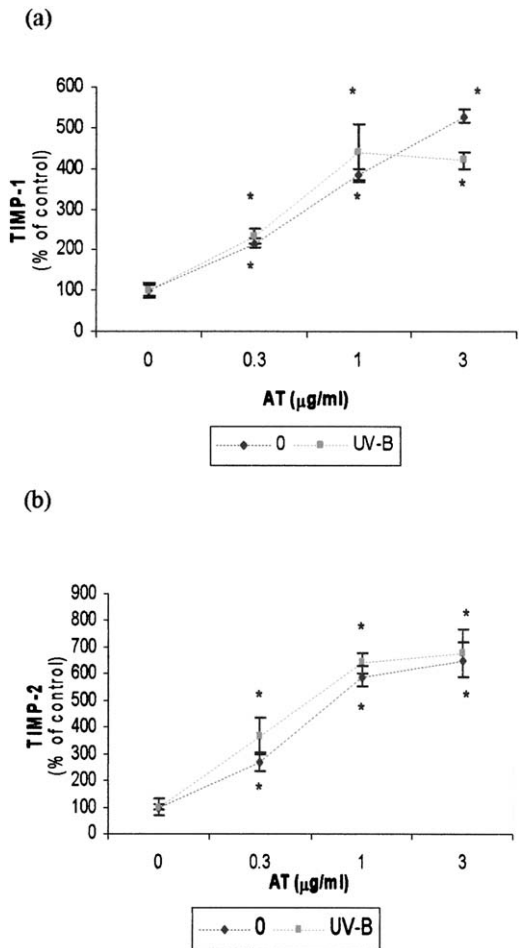 (a)
600
500
400
300
200
100
0
TIMP-1
(% of control)
* * * * * *
0 0.3 1 3
AT (µg/ml)
0 UV-B
(b)
900
800
700
600
500
400
300
200
100
0
TIMP-2
(% of control)
* * * * * *
0 0.3 1 3
AT (µg/ml)
0 UV-B